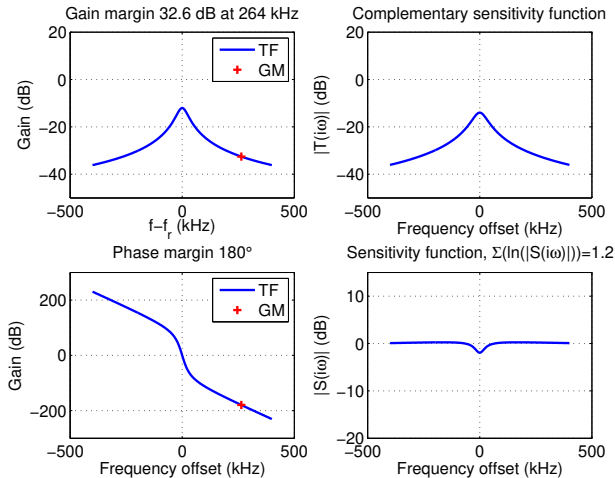 Gain margin 32.6 dB at 264 kHz
20
0
−20
−40
Gain (dB)
TF
GM
−500
0
500
f−fr (kHz)
Complementary sensitivity function
20
0
−20
−40
|T(iω)| (dB)
−500
0
500
Frequency offset (kHz)
Phase margin 180°
200
0
−200
Gain (dB)
TF
GM
−500
0
500
Frequency offset (kHz)
Sensitivity function, Σ(ln(|S(iω)|))=1.2
10
0
−10
−20
|S(iω)| (dB)
−500
0
500
Frequency offset (kHz)